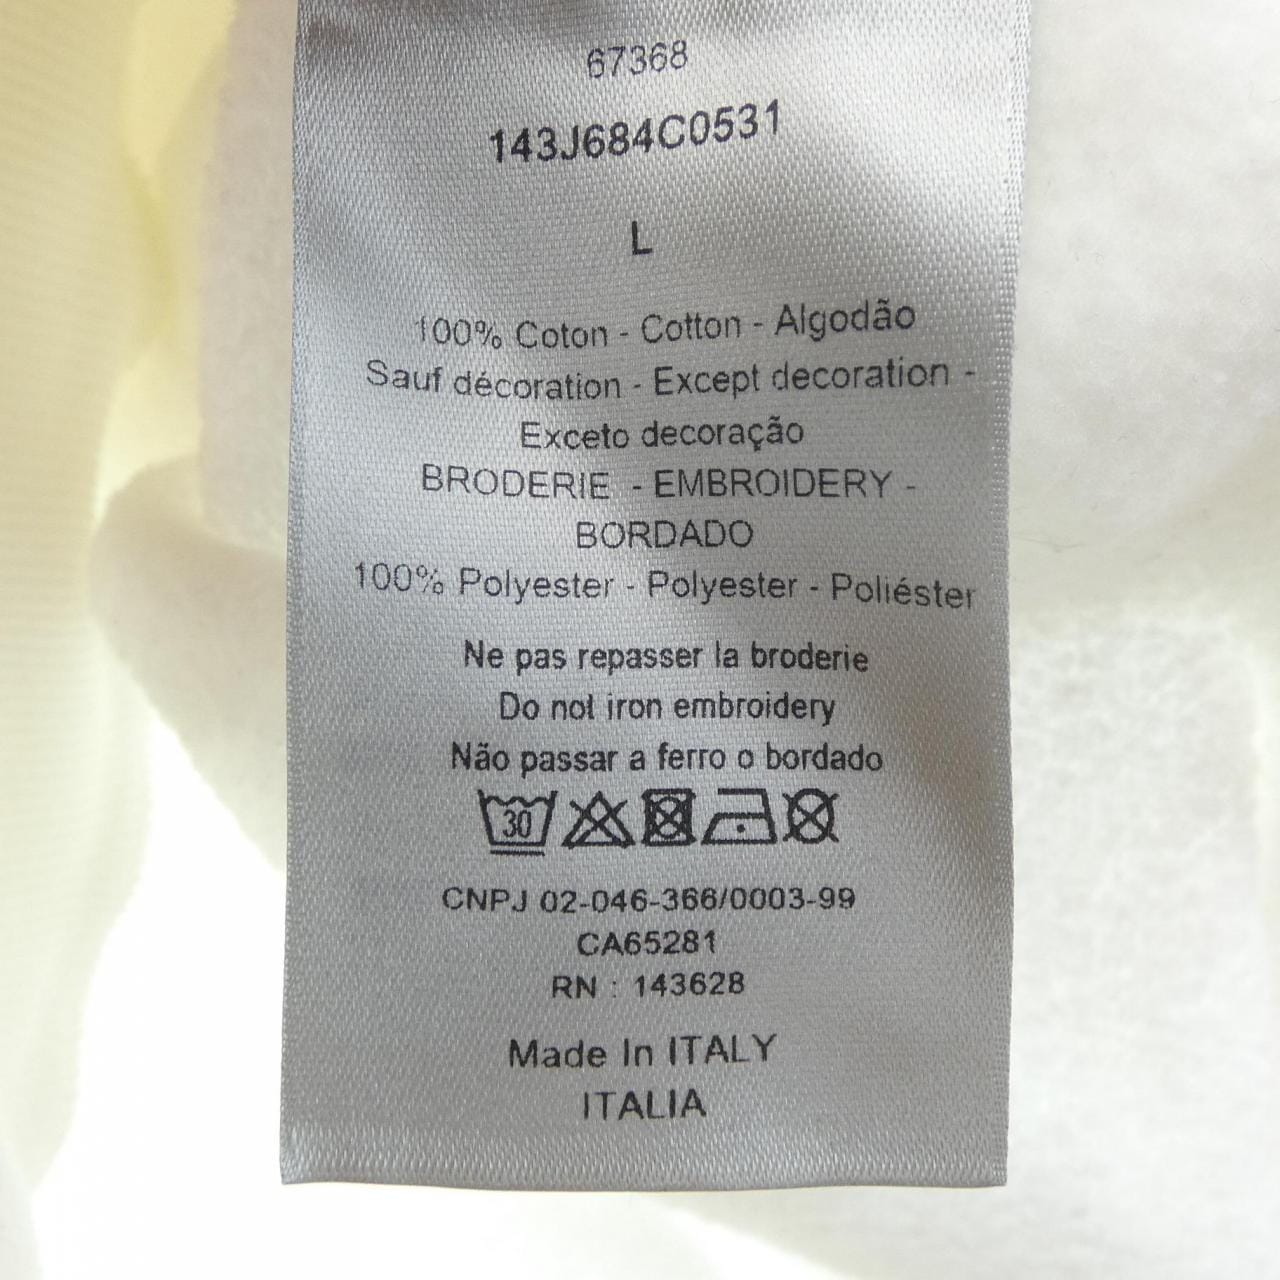 67368
143J684C0531
L
100% Coton - Cotton - Algodão
Sauf décoration - Except decoration -
Exceto decoração
BRODERIE - EMBROIDERY -
BORDADO
100% Polyester - Polyester - Poliéster
Ne pas repasser la broderie
Do not iron embroidery
Não passar a ferro o bordado
30
CNPJ 02-046-366/0003-99
CA65281
RN : 143628
Made In ITALY
ITALIA